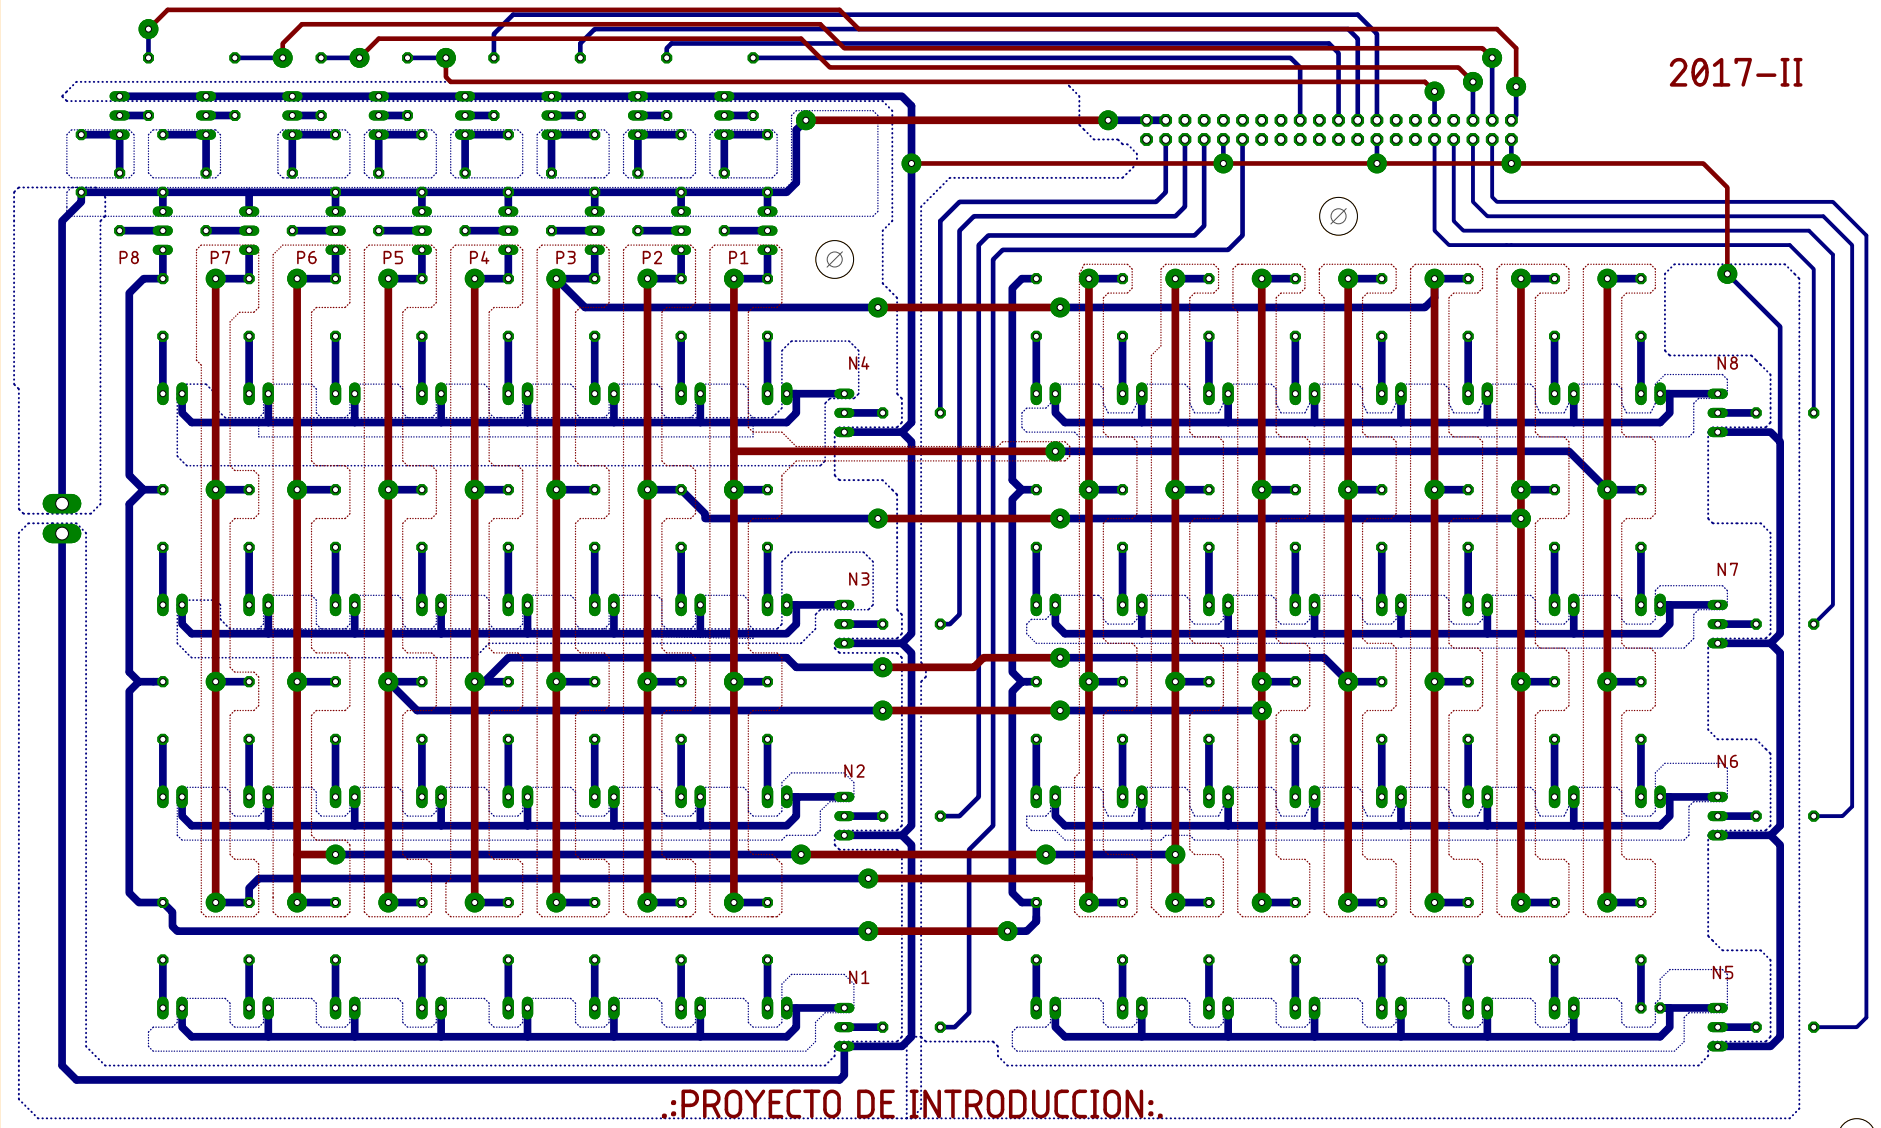 2017-II
P8 P7 P6 P5 P4 P3 P2 P1
N4 N8
N3 N7
N2 N6
N1 N5
.:PROYECTO DE INTRODUCCION:.